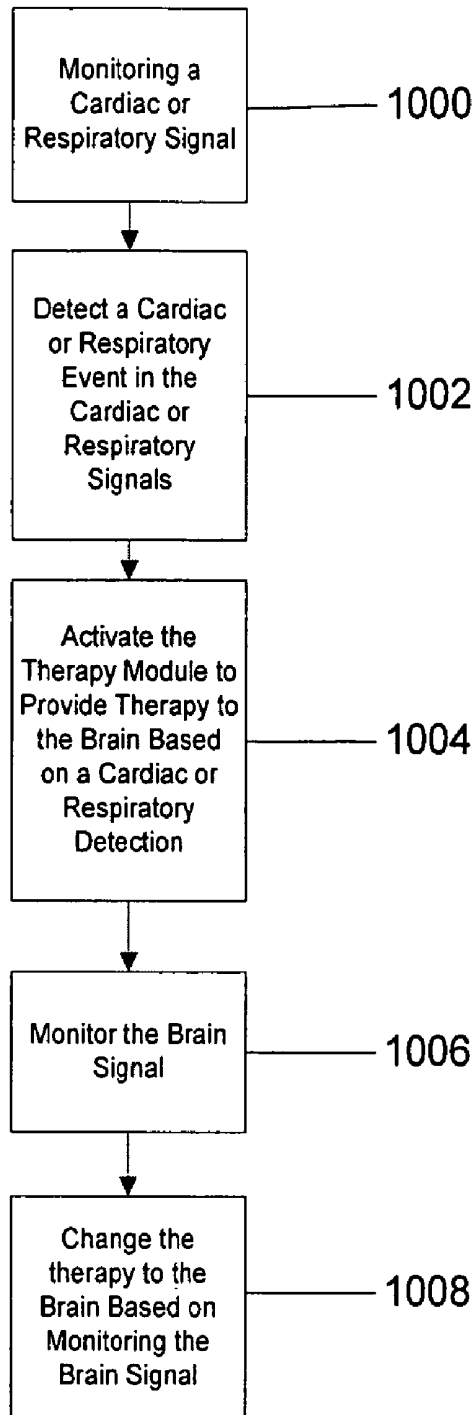 Monitoring a
Cardiac or
Respiratory Signal
1000
Detect a Cardiac
or Respiratory
Event in the
Cardiac or
Respiratory
Signals
1002
Activate the
Therapy Module to
Provide Therapy to
the Brain Based
on a Cardiac or
Respiratory
Detection
1004
Monitor the Brain
Signal
1006
Change the
therapy to the
Brain Based on
Monitoring the
Brain Signal
1008